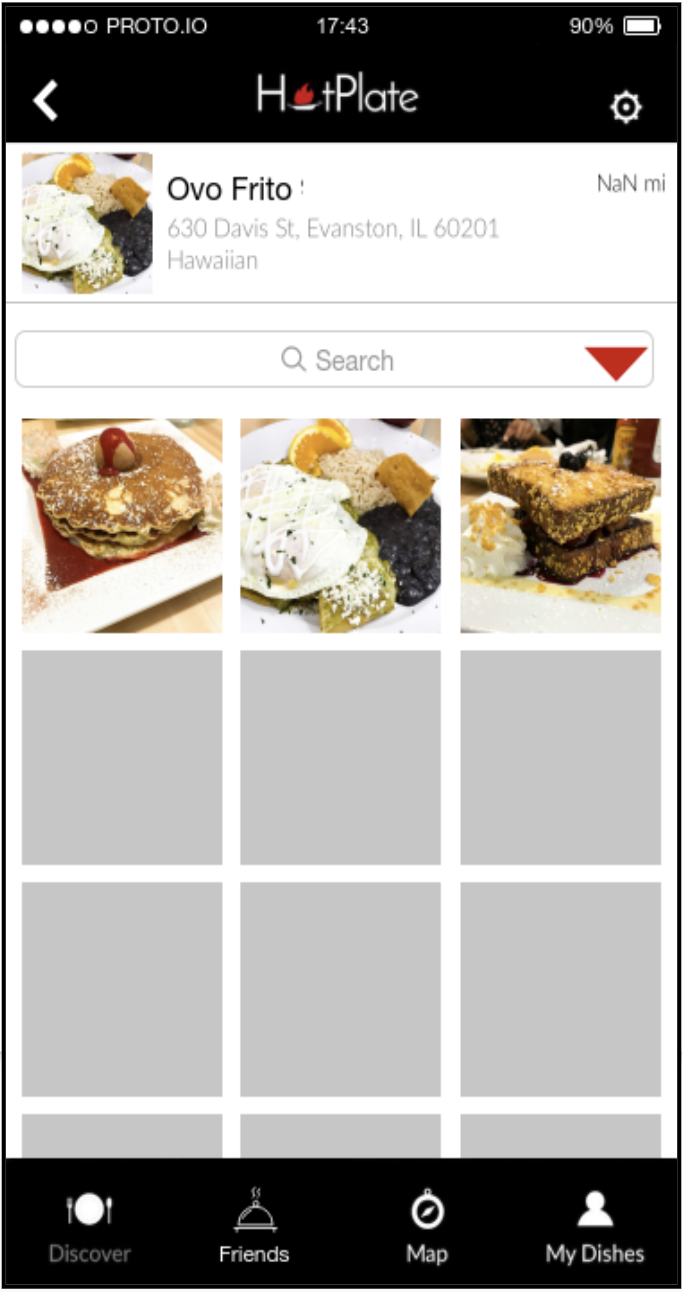 PROTO.IO 17:43 90%
HotPlate
Ovo Frito
NaN mi
630 Davis St, Evanston, IL 60201
Hawaiian
Search
Discover Friends Map My Dishes